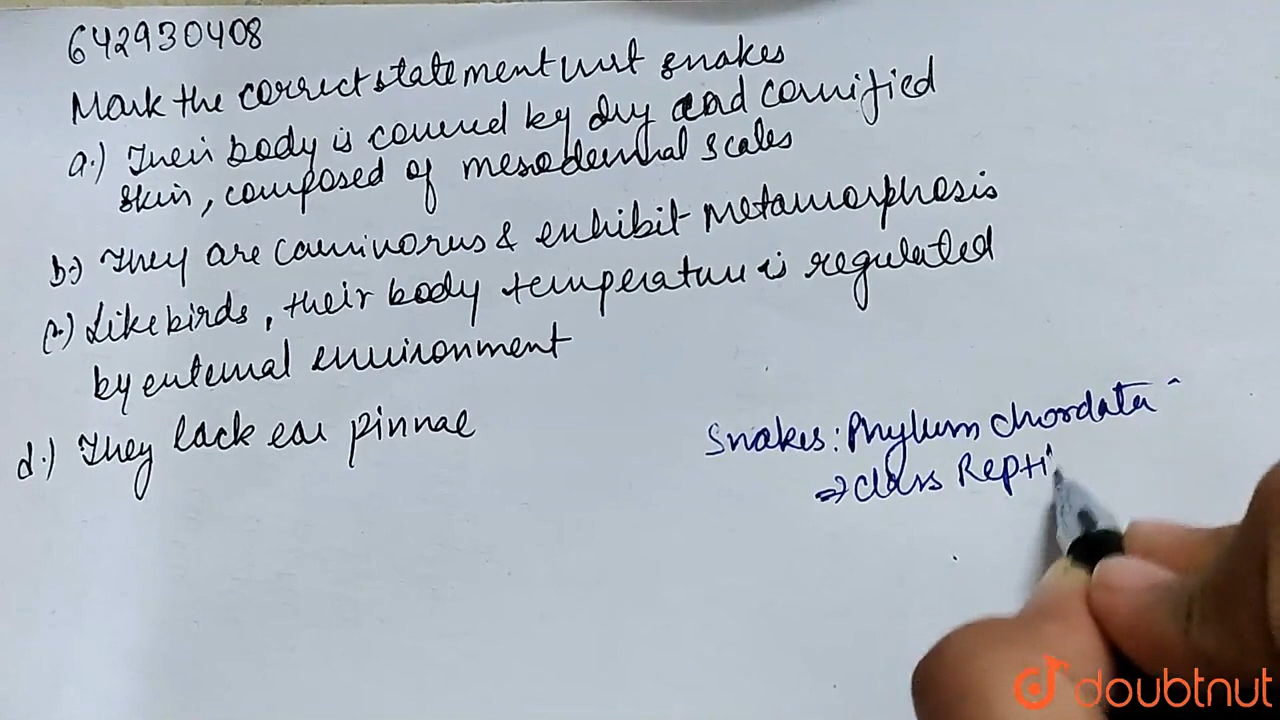 642930408
Mark the correct statement wrt snakes
a.) Their body is covered by dry and cornified
skin, composed of mesodermal scales
b.) They are carnivorus & exhibit metamorphosis
(c.) Like birds, their body temperature is regulated
by external environment
d.) They lack ear pinnae
Snakes: Phylum Chordata -
⇒ class Repti
doubtnut